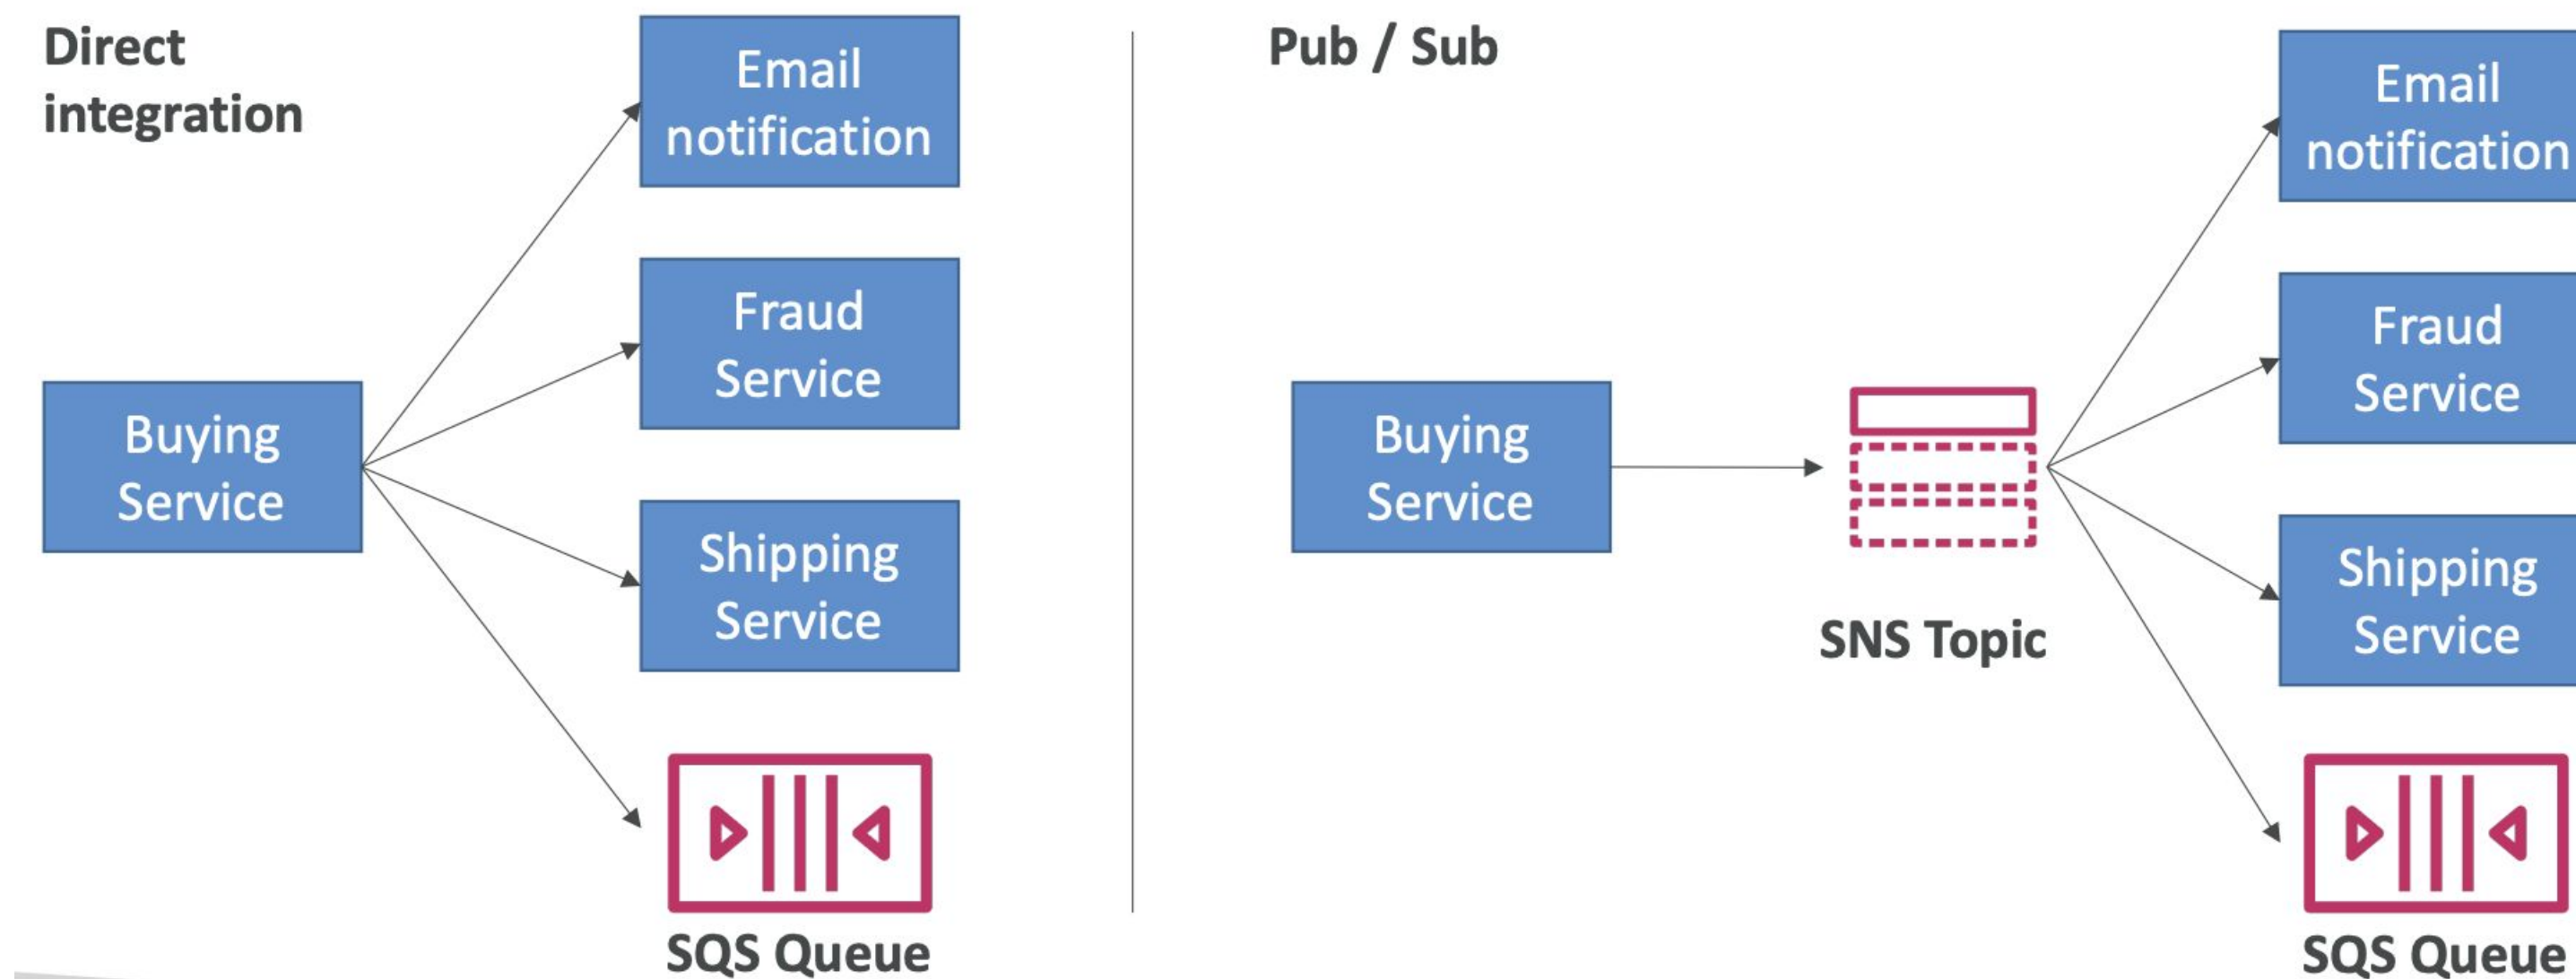 Direct
integration
Email
notification
Fraud
Service
Buying
Service
Shipping
Service
SQS Queue
Pub / Sub
Buying
Service
SNS Topic
Email
notification
Fraud
Service
Shipping
Service
SQS Queue